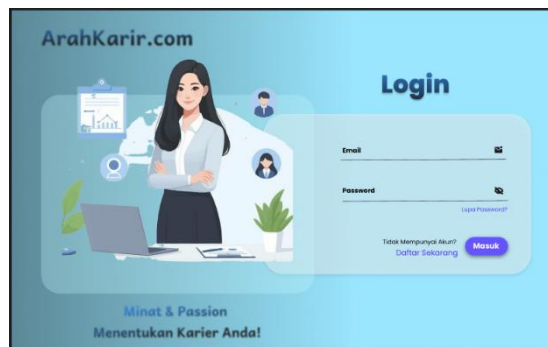 ArahKarir.com
Login
Email
Password
Lupa Password?
Tidak Mempunyai Akun?
Daftar Sekarang
Masuk
Minat & Passion
Menentukan Karier Anda!